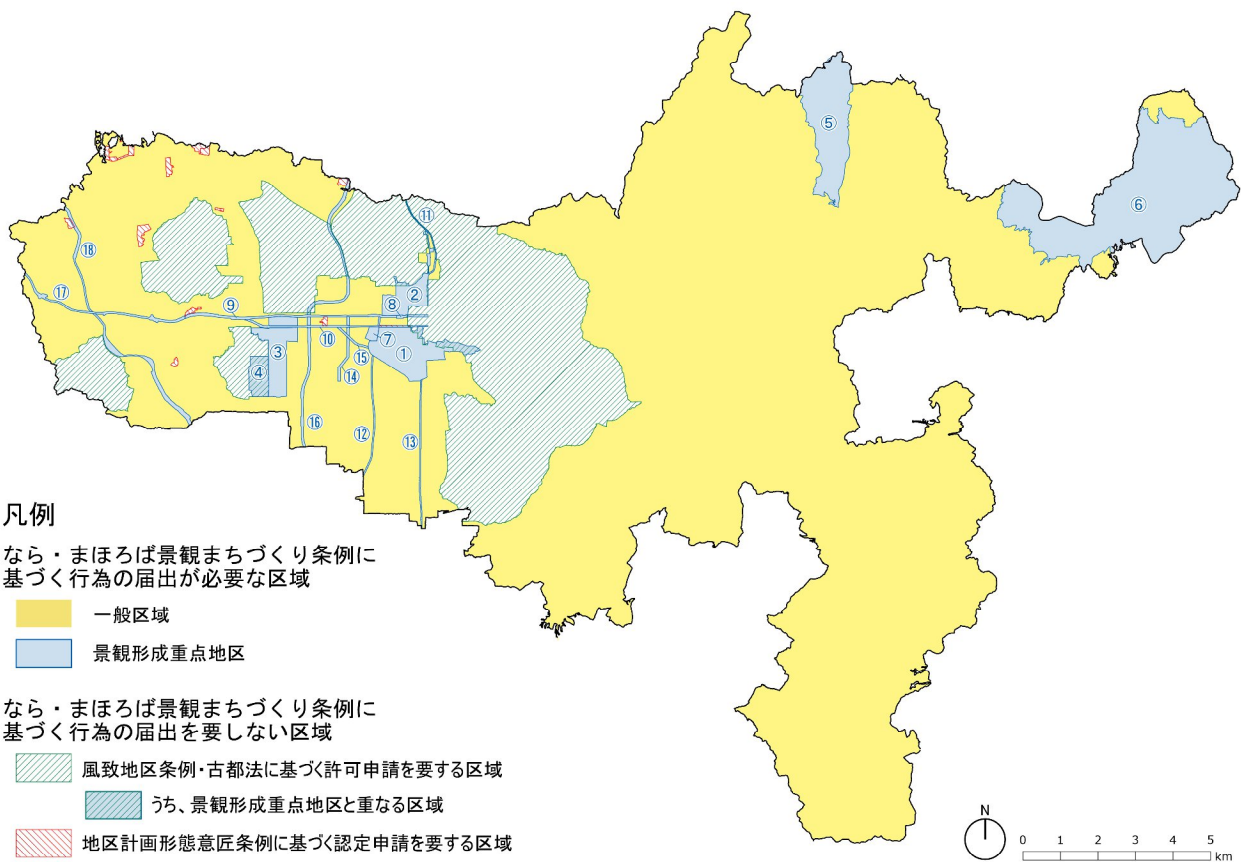 ⑤
⑥
⑪
⑱
⑰
⑨
⑧
②
③
⑩
⑦
①
⑮
④
⑭
⑯
⑫
⑬
凡例
なら・まほろば景観まちづくり条例に
基づく行為の届出が必要な区域
一般区域
景観形成重点地区
なら・まほろば景観まちづくり条例に
基づく行為の届出を要しない区域
風致地区条例・古都法に基づく許可申請を要する区域
うち、景観形成重点地区と重なる区域
地区計画形態意匠条例に基づく認定申請を要する区域
N
0 1 2 3 4 5
km